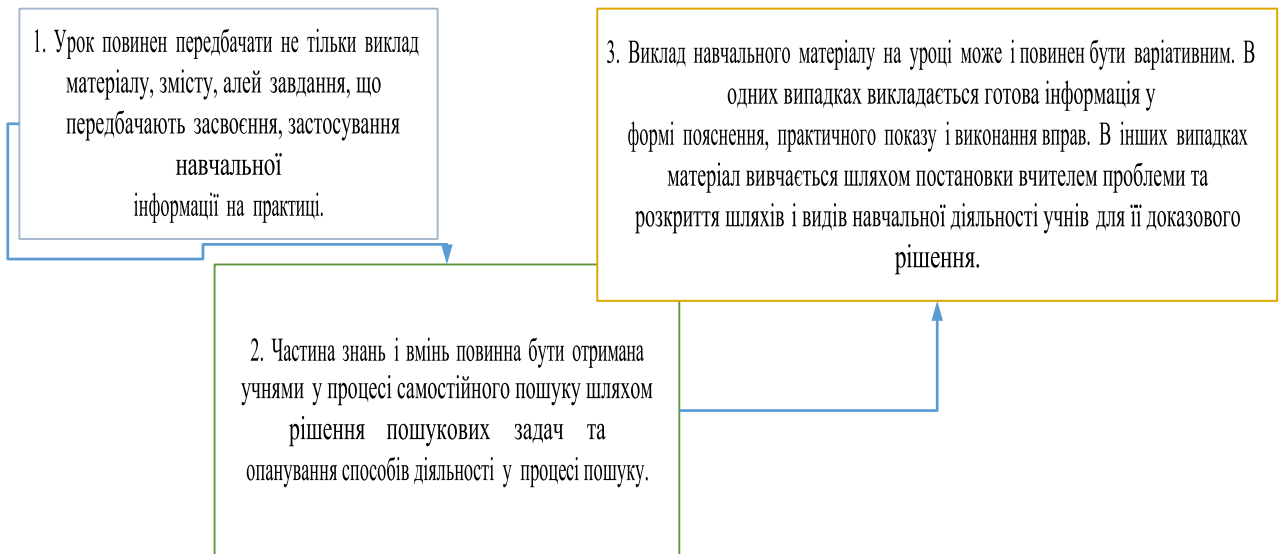 1. Урок повинен передбачати не тільки виклад
матеріалу, змісту, алей завдання, що
передбачають засвоєння, застосування
навчальної
інформації на практиці.
2. Частина знань і вмінь повинна бути отримана
учнями у процесі самостійного пошуку шляхом
рішення пошукових задач та
опанування способів діяльності у процесі пошуку.
3. Виклад навчального матеріалу на уроці може і повинен бути варіативним. В
одних випадках викладається готова інформація у
формі пояснення, практичного показу і виконання вправ. В інших випадках
матеріал вивчається шляхом постановки вчителем проблеми та
розкриття шляхів і видів навчальної діяльності учнів для її доказового
рішення.